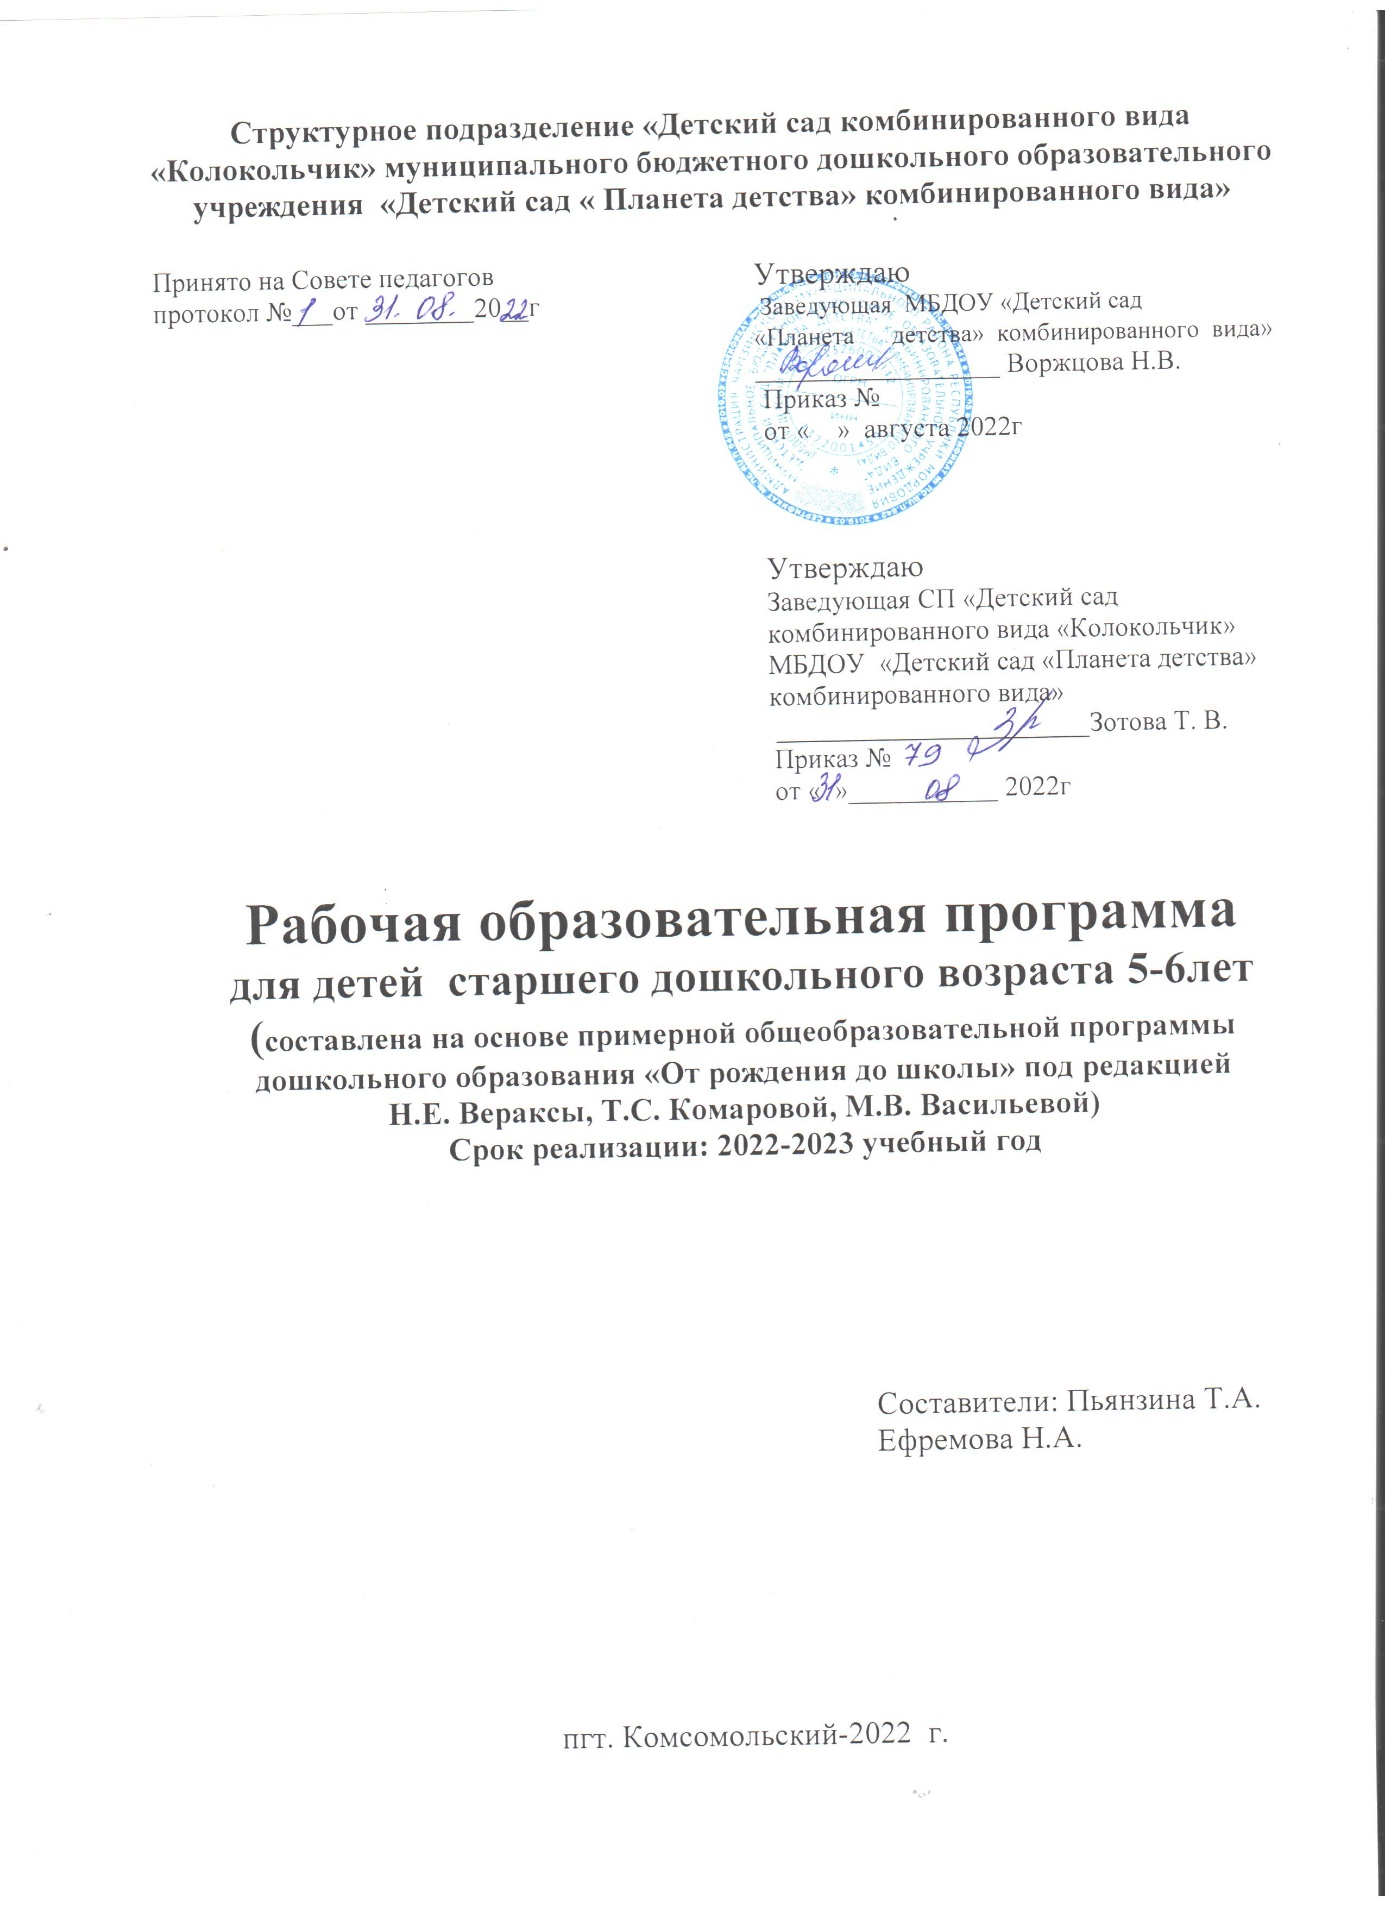 Структурное подразделение «Детский сад комбинированного вида
«Колокольчик» муниципального бюджетного дошкольного образовательного
учреждения «Детский сад « Планета детства» комбинированного вида»
Принято на Совете педагогов
протокол № 1 от 31. 08. 2022г
Утверждаю
Заведующая МБДОУ «Детский сад
«Планета детства» комбинированного вида»
____________ Воржцова Н.В.
Приказ №
от « » августа 2022г
Утверждаю
Заведующая СП «Детский сад
комбинированного вида «Колокольчик»
МБДОУ «Детский сад «Планета детства»
комбинированного вида»
____________Зотова Т. В.
Приказ № 79
от «31» 08 2022г
Рабочая образовательная программа
для детей старшего дошкольного возраста 5-6лет
(составлена на основе примерной общеобразовательной программы
дошкольного образования «От рождения до школы» под редакцией
Н.Е. Вераксы, Т.С. Комаровой, М.В. Васильевой)
Срок реализации: 2022-2023 учебный год
Составители: Пьянзина Т.А.
Ефремова Н.А.
пгт. Комсомольский-2022 г.